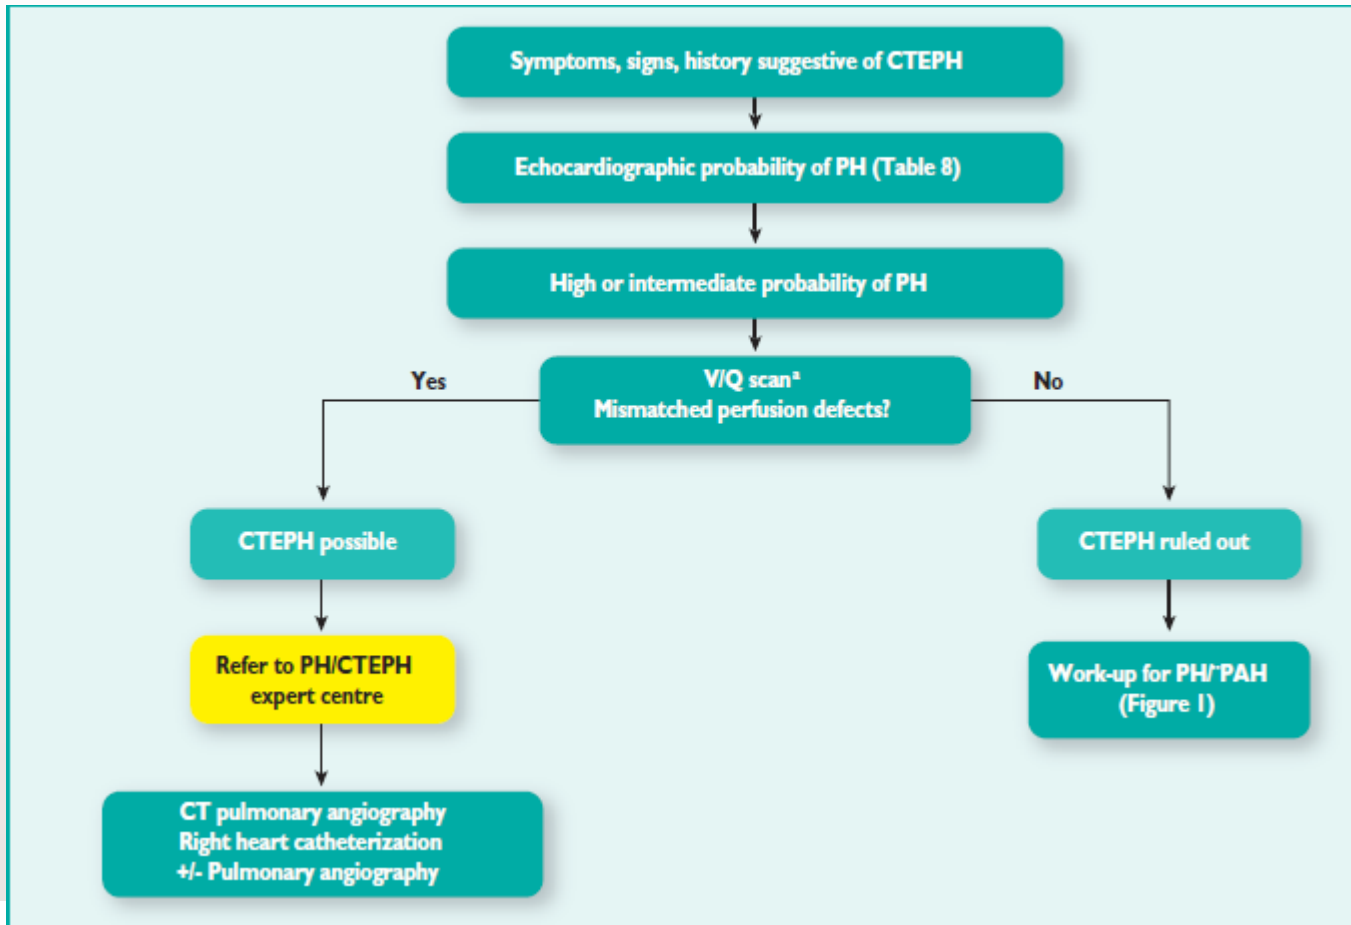 Symptoms, signs, history suggestive of CTEPH
Echocardiographic probability of PH (Table 8)
High or intermediate probability of PH
V/Q scanª
Mismatched perfusion defects?
Yes
No
CTEPH possible
CTEPH ruled out
Refer to PH/CTEPH
expert centre
Work-up for PH/¨PAH
(Figure 1)
CT pulmonary angiography
Right heart catheterization
+/- Pulmonary angiography